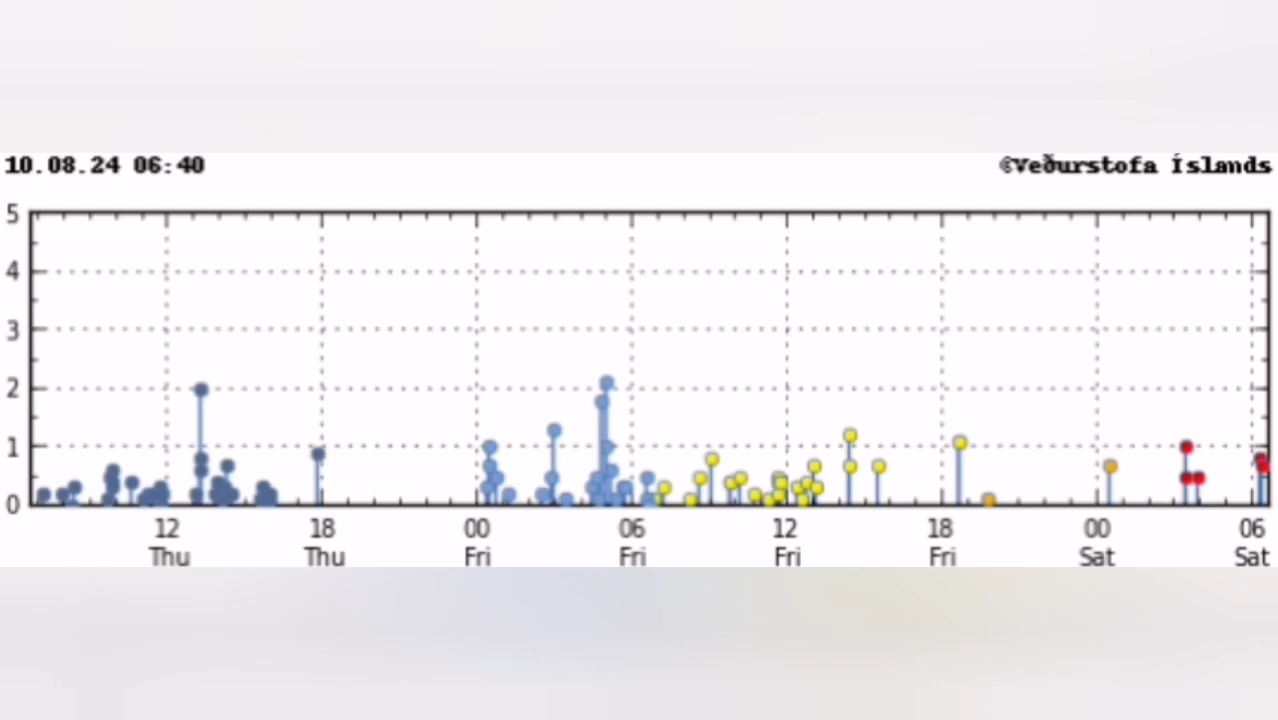 10.08.24 06:40 ©Veðurstofa Íslands
5
4
3
2
1
0
12 18 00 06 12 18 00 06
Thu Thu Fri Fri Fri Fri Sat Sat